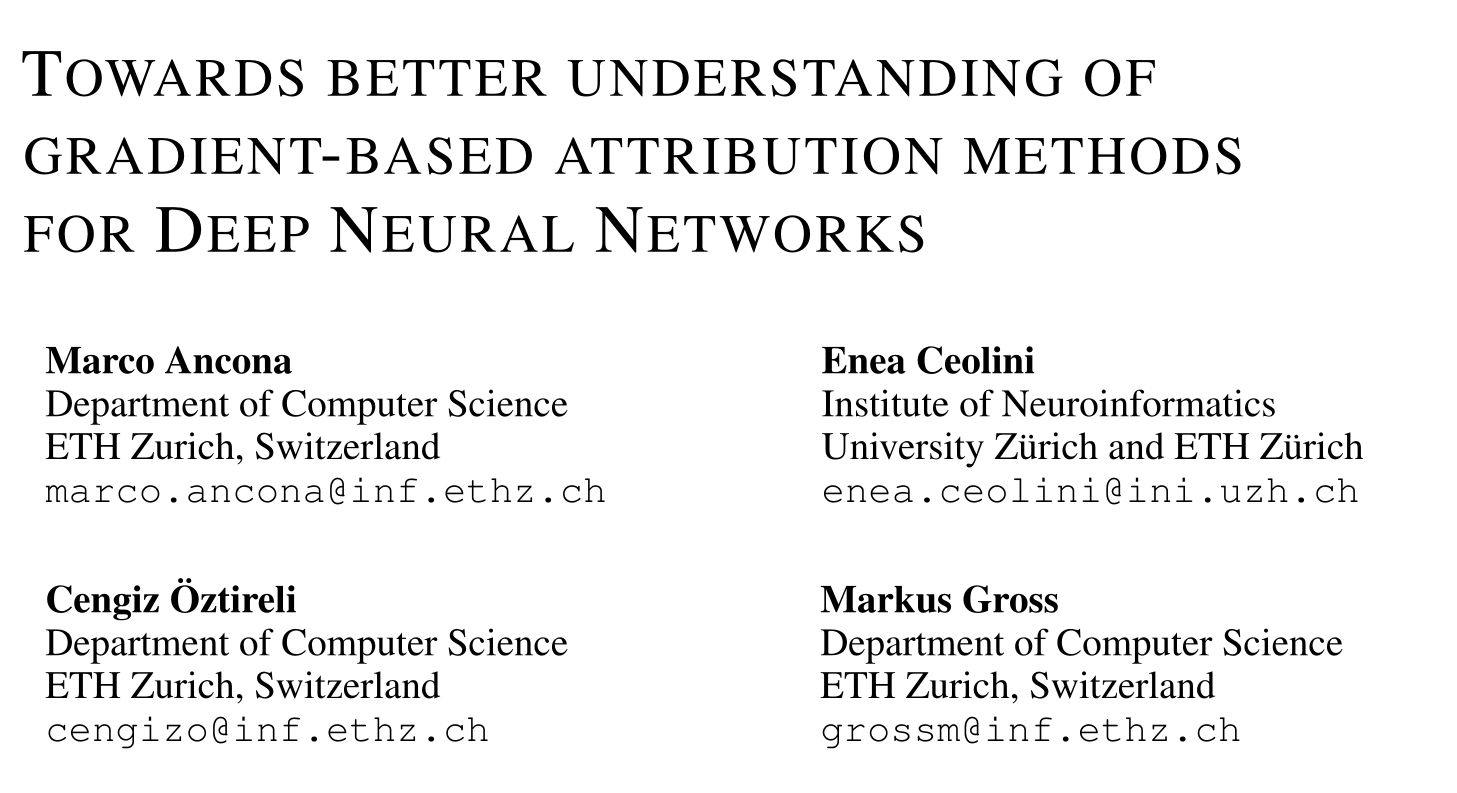 TOWARDS BETTER UNDERSTANDING OF
GRADIENT-BASED ATTRIBUTION METHODS
FOR DEEP NEURAL NETWORKS
Marco Ancona
Department of Computer Science
ETH Zurich, Switzerland
marco.ancona@inf.ethz.ch
Enea Ceolini
Institute of Neuroinformatics
University Zürich and ETH Zürich
enea.ceolini@ini.uzh.ch
Cengiz Öztireli
Department of Computer Science
ETH Zurich, Switzerland
cengizo@inf.ethz.ch
Markus Gross
Department of Computer Science
ETH Zurich, Switzerland
grossm@inf.ethz.ch